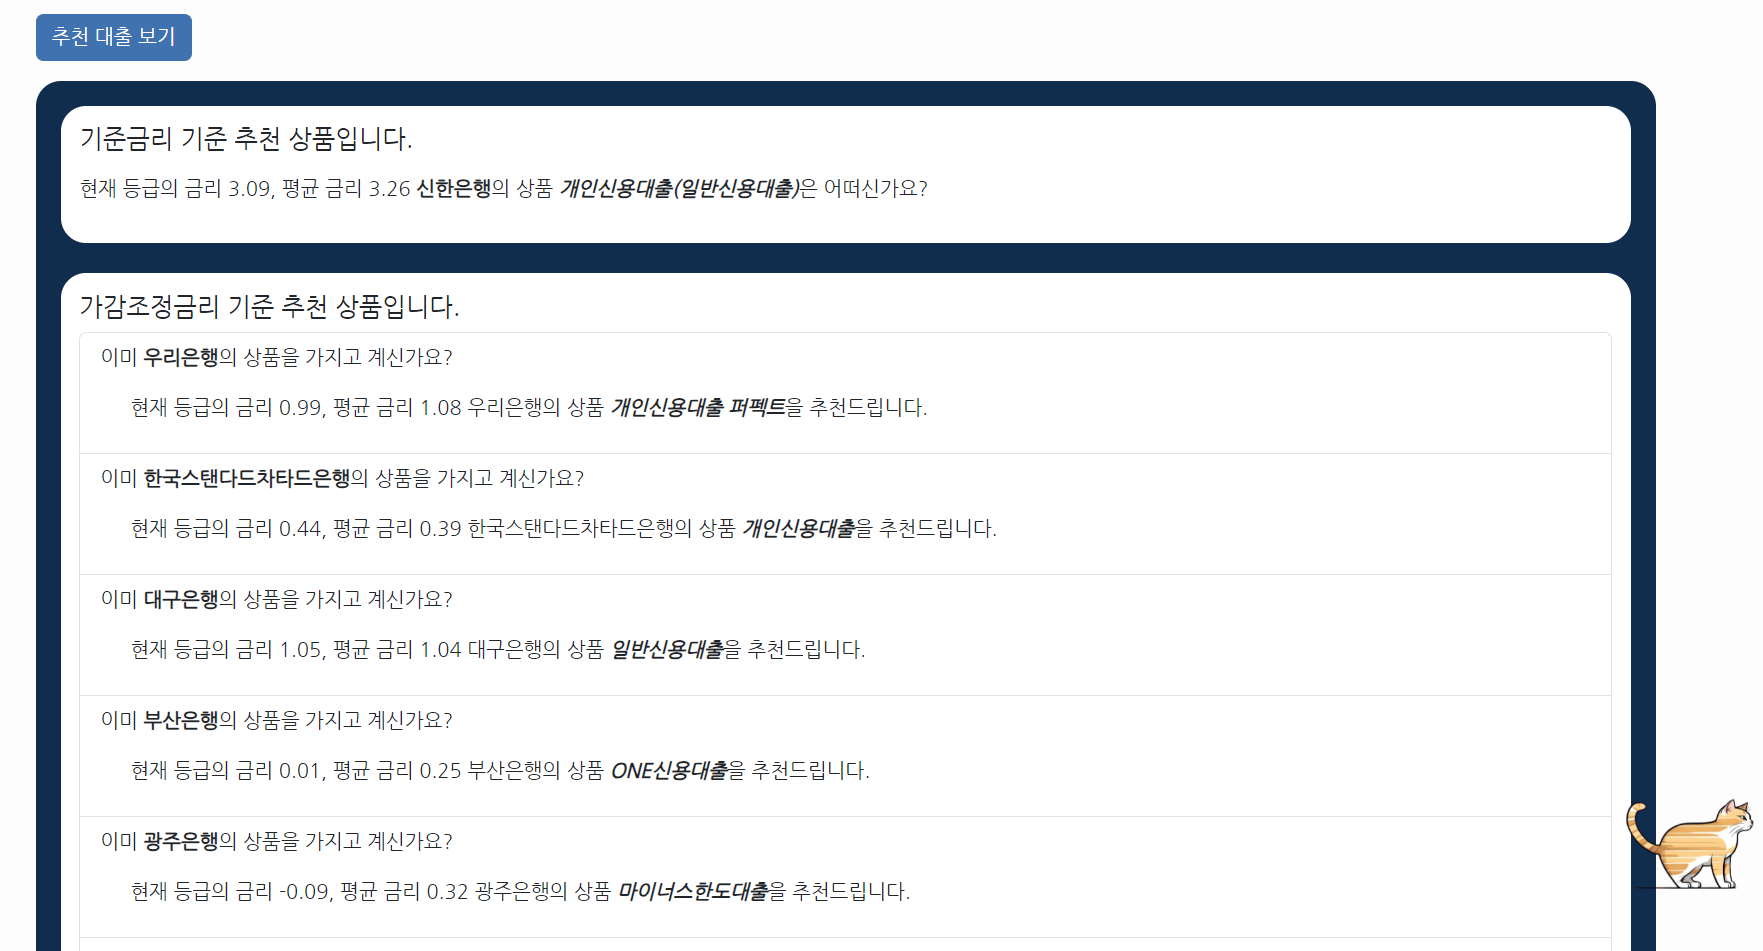 추천 대출 보기
기준금리 기준 추천 상품입니다.
현재 등급의 금리 3.09, 평균 금리 3.26 신한은행의 상품 개인신용대출(일반신용대출)은 어떠신가요?
가감조정금리 기준 추천 상품입니다.
이미 우리은행의 상품을 가지고 계신가요?
현재 등급의 금리 0.99, 평균 금리 1.08 우리은행의 상품 개인신용대출 퍼펙트을 추천드립니다.
이미 한국스탠다드차타드은행의 상품을 가지고 계신가요?
현재 등급의 금리 0.44, 평균 금리 0.39 한국스탠다드차타드은행의 상품 개인신용대출을 추천드립니다.
이미 대구은행의 상품을 가지고 계신가요?
현재 등급의 금리 1.05, 평균 금리 1.04 대구은행의 상품 일반신용대출을 추천드립니다.
이미 부산은행의 상품을 가지고 계신가요?
현재 등급의 금리 0.01, 평균 금리 0.25 부산은행의 상품 ONE신용대출을 추천드립니다.
이미 광주은행의 상품을 가지고 계신가요?
현재 등급의 금리 -0.09, 평균 금리 0.32 광주은행의 상품 마이너스한도대출을 추천드립니다.